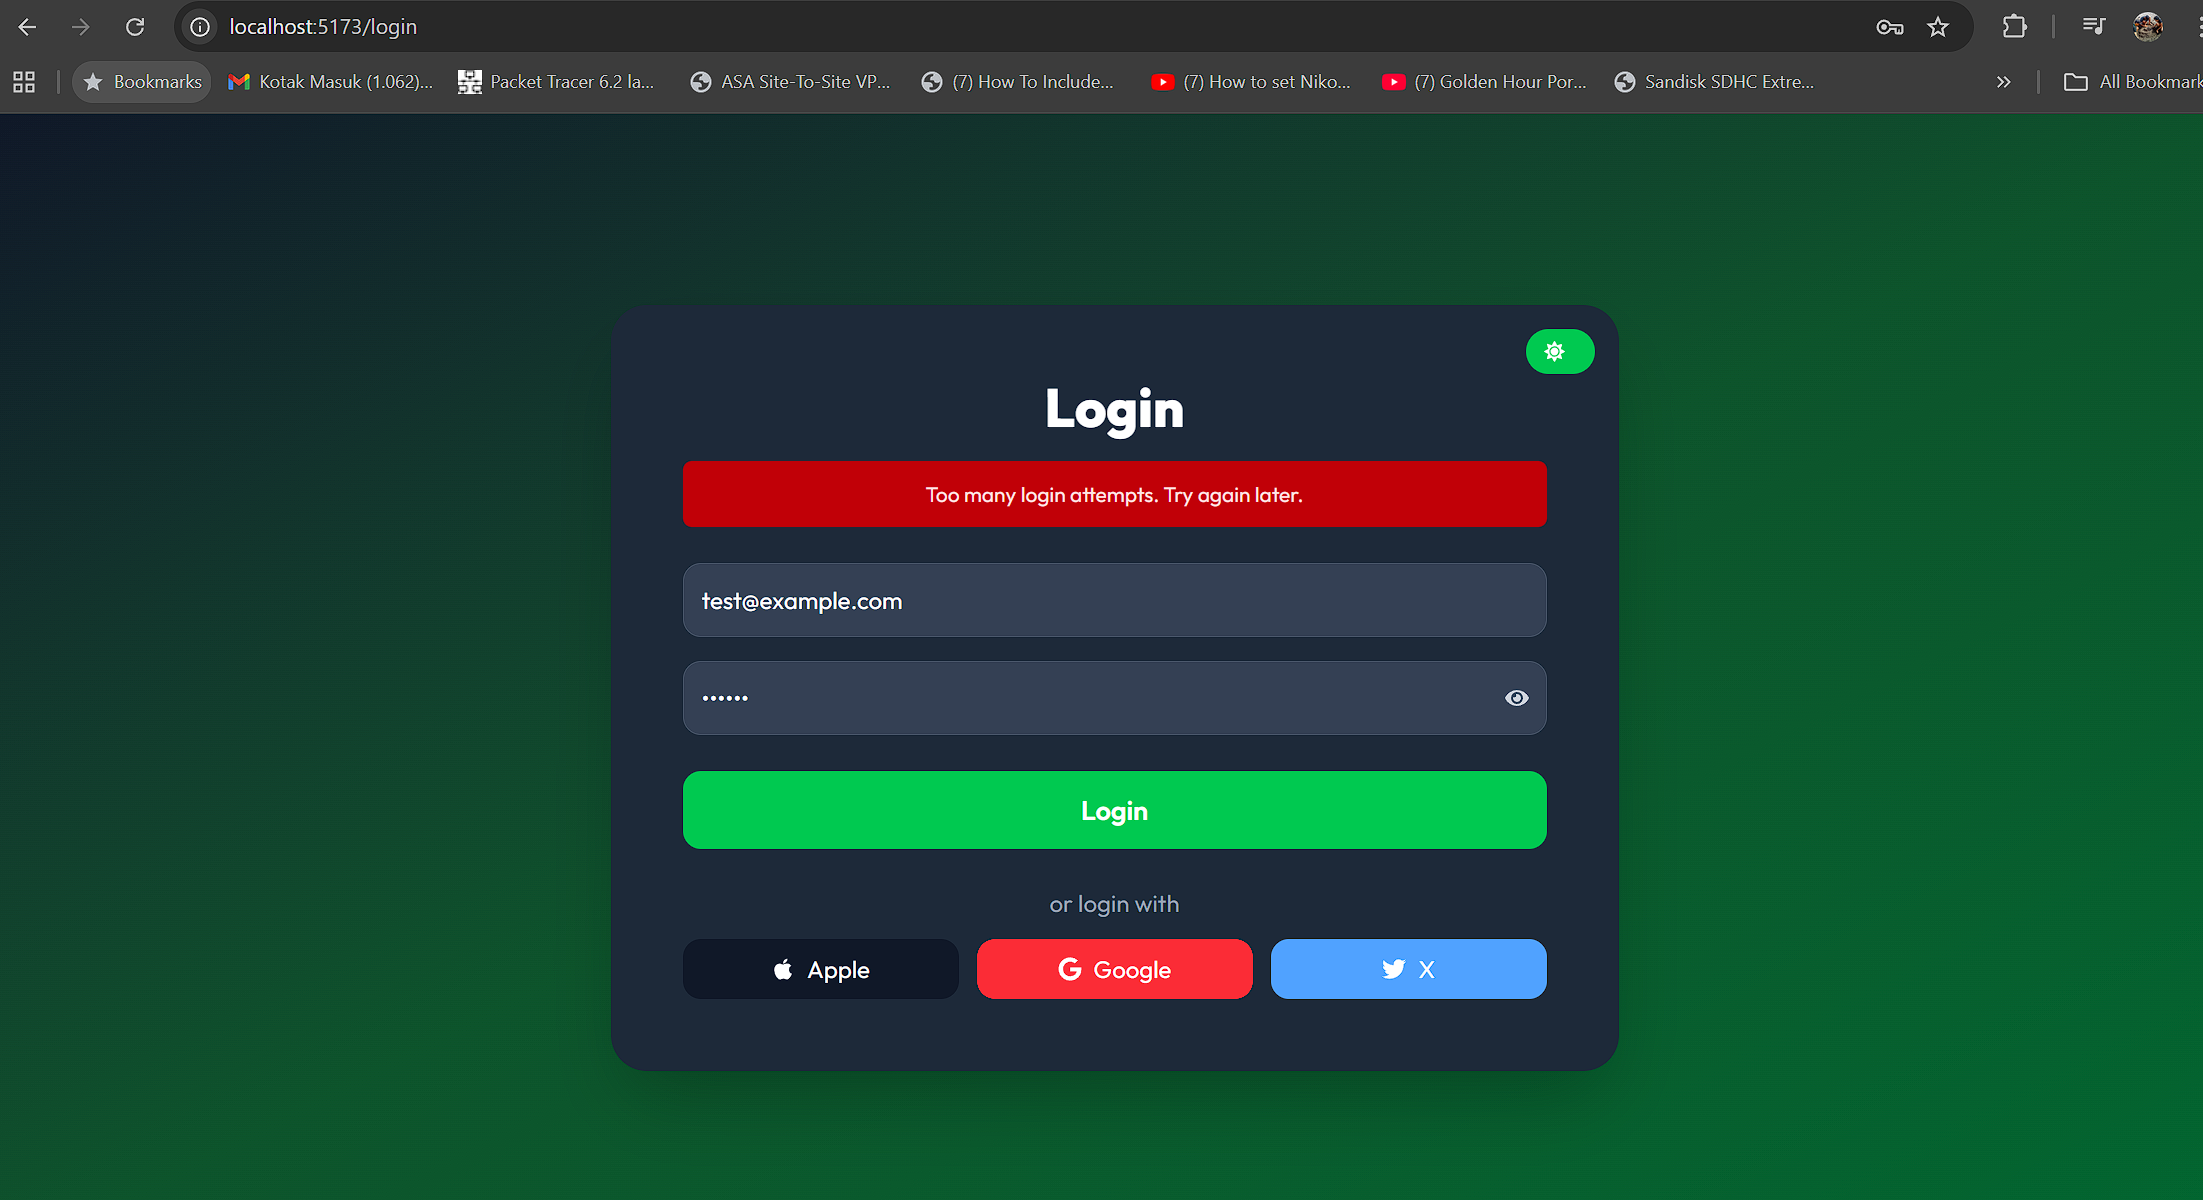 localhost:5173/login
Bookmarks
Kotak Masuk (1.062)...
Packet Tracer 6.2 la...
ASA Site-To-Site VP...
(7) How To Include...
(7) How to set Niko...
(7) Golden Hour Por...
Sandisk SDHC Extre...
All Bookmark
Login
Too many login attempts. Try again later.
test@example.com
••••••
Login
or login with
Apple
Google
X